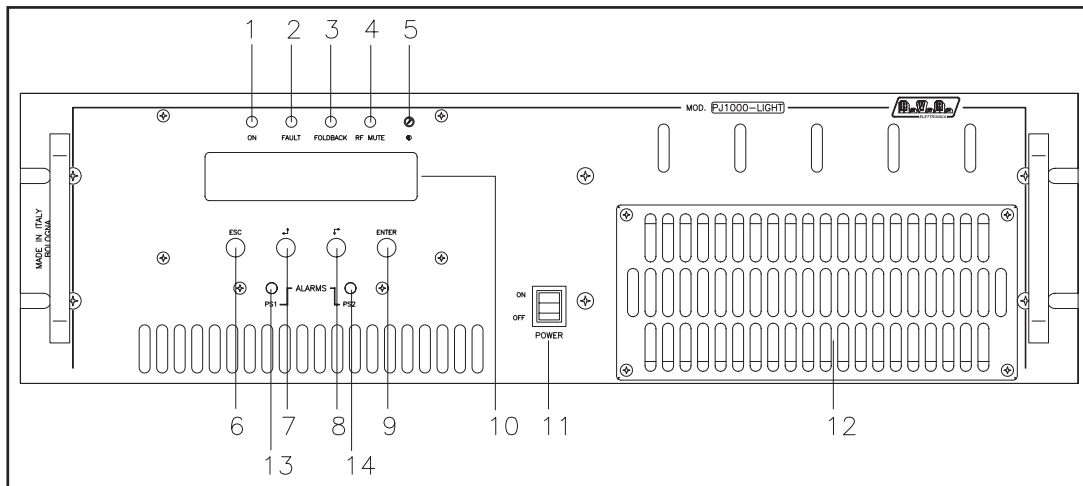 1 2 3 4 5
MOD. PJ1000-LIGHT
R.V.R.
ELETTRONICA
ON FAULT FOLDBACK RF MUTE
MADE IN ITALY
BOLOGNA
ESC ENTER
ALARMS
PS1 PS2
ON
OFF
POWER
6 7 8 9 10 11 12
13 14